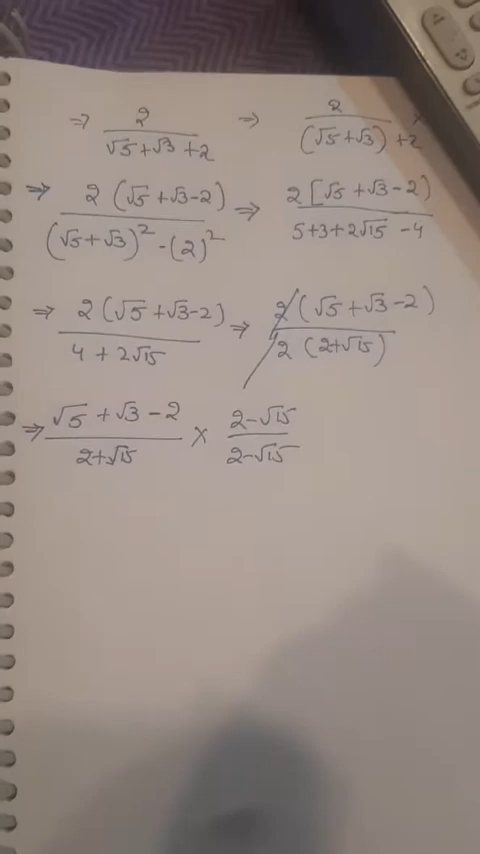 ⇒ 2/(√5+√3+2) ⇒ 2/((√5+√3)+2) ×
⇒ 2(√5+√3-2)/((√5+√3)²-(2)²) ⇒ 2[√5+√3-2)/(5+3+2√15-4)
⇒ 2(√5+√3-2)/(4+2√15) ⇒ 2(√5+√3-2)/(2(2+√15))
⇒ (√5+√3-2)/(2+√15) × (2-√15)/(2-√15)